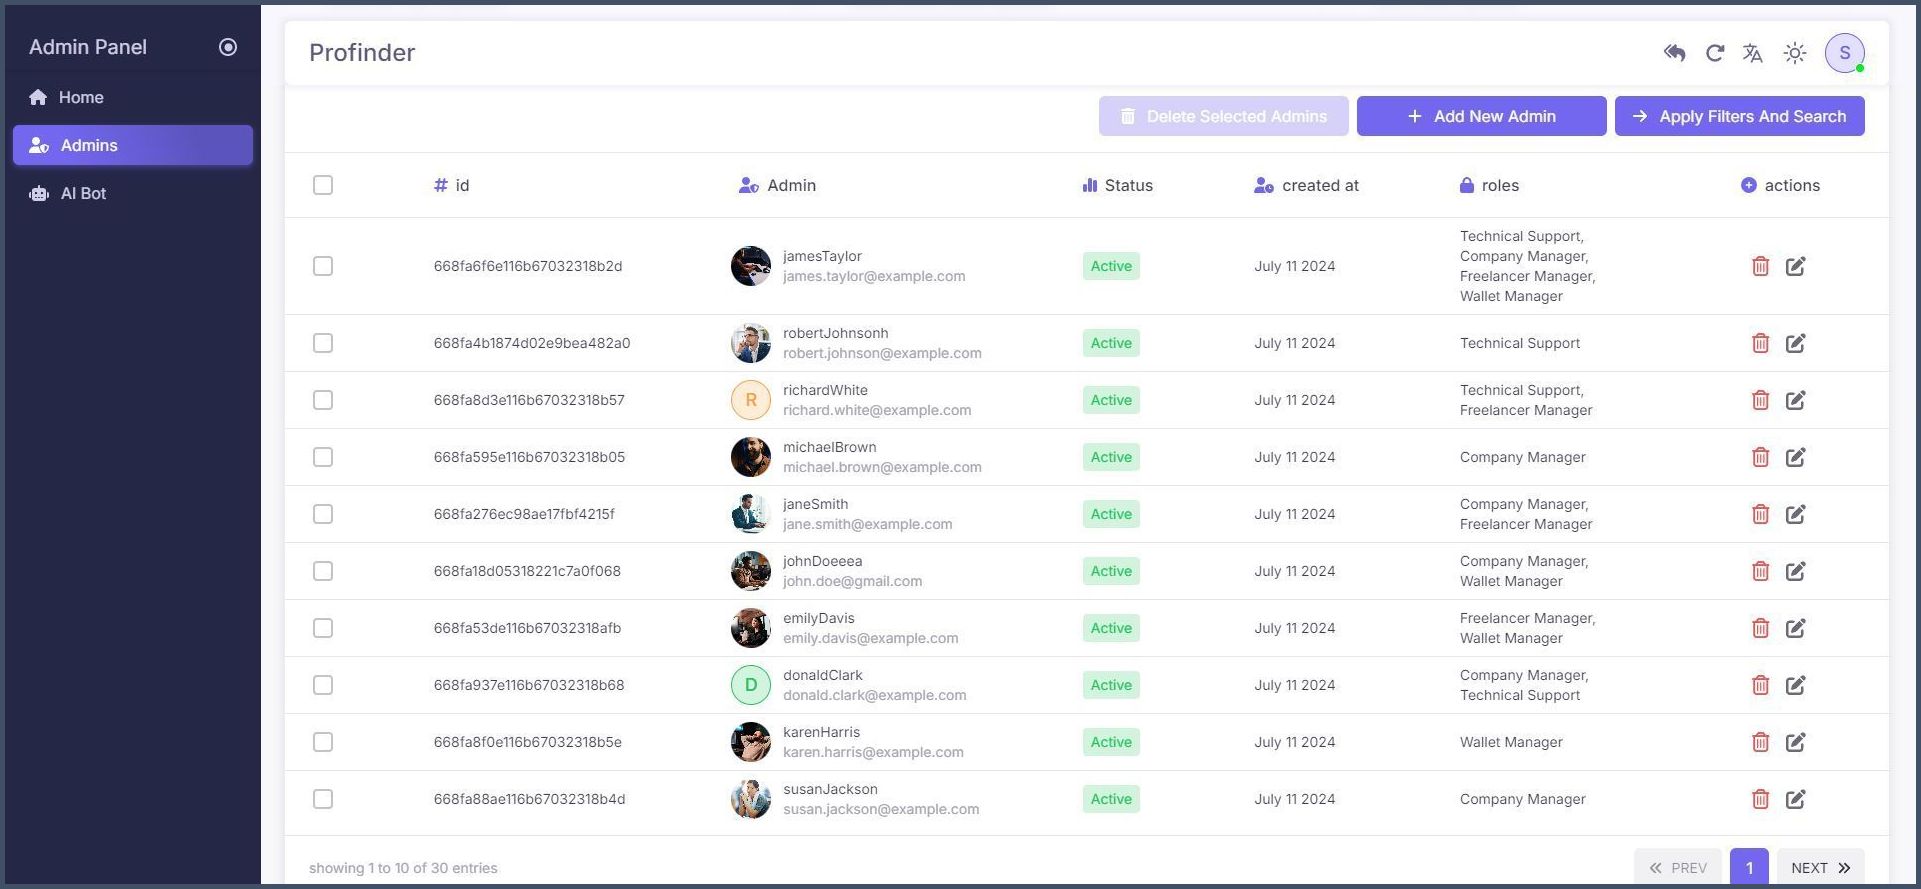 Admin Panel
Home
Admins
AI Bot
Profinder
S
Delete Selected Admins
Add New Admin
Apply Filters And Search
# id
Admin
Status
created at
roles
actions
668fa6f6e116b67032318b2d
jamesTaylor
james.taylor@example.com
Active
July 11 2024
Technical Support,
Company Manager,
Freelancer Manager,
Wallet Manager
668fa4b1874d02e9bea482a0
robertJohnsonh
robert.johnson@example.com
Active
July 11 2024
Technical Support
668fa8d3e116b67032318b57
R
richardWhite
richard.white@example.com
Active
July 11 2024
Technical Support,
Freelancer Manager
668fa595e116b67032318b05
michaelBrown
michael.brown@example.com
Active
July 11 2024
Company Manager
668fa276ec98ae17fbf4215f
janeSmith
jane.smith@example.com
Active
July 11 2024
Company Manager,
Freelancer Manager
668fa18d05318221c7a0f068
johnDoeeea
john.doe@gmail.com
Active
July 11 2024
Company Manager,
Wallet Manager
668fa53de116b67032318afb
emilyDavis
emily.davis@example.com
Active
July 11 2024
Freelancer Manager,
Wallet Manager
668fa937e116b67032318b68
D
donaldClark
donald.clark@example.com
Active
July 11 2024
Company Manager,
Technical Support
668fa8f0e116b67032318b5e
karenHarris
karen.harris@example.com
Active
July 11 2024
Wallet Manager
668fa88ae116b67032318b4d
susanJackson
susan.jackson@example.com
Active
July 11 2024
Company Manager
showing 1 to 10 of 30 entries
PREV
1
NEXT